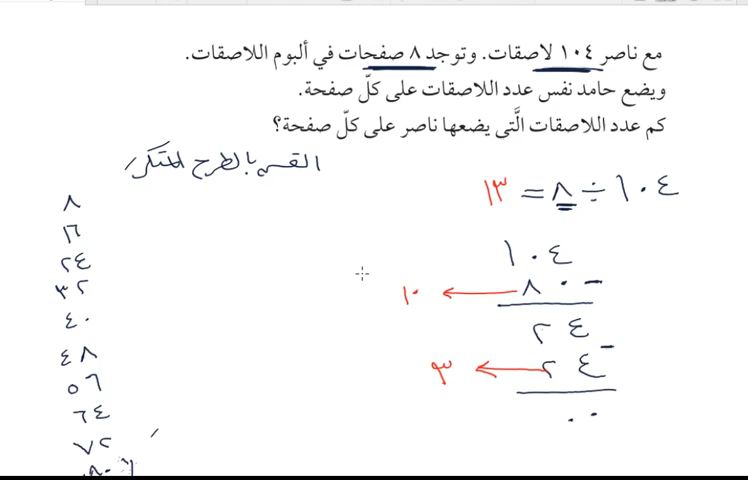 مع ناصر ١٠٤ لاصقات. وتوجد ٨ صفحات في ألبوم اللاصقات.
ويضع حامد نفس عدد اللاصقات على كلّ صفحة.
كم عدد اللاصقات الَّتي يضعها ناصر على كلّ صفحة؟
القسمة بالطرح المتكرر
١٠٤ ÷ ٨ = ١٣
١٠٤
− ٨٠ → ١٠
٢٤
− ٢٤ → ٣
٠٠
٨
١٦
٢٤
٣٢
٤٠
٤٨
٥٦
٦٤
٧٢
٨٠